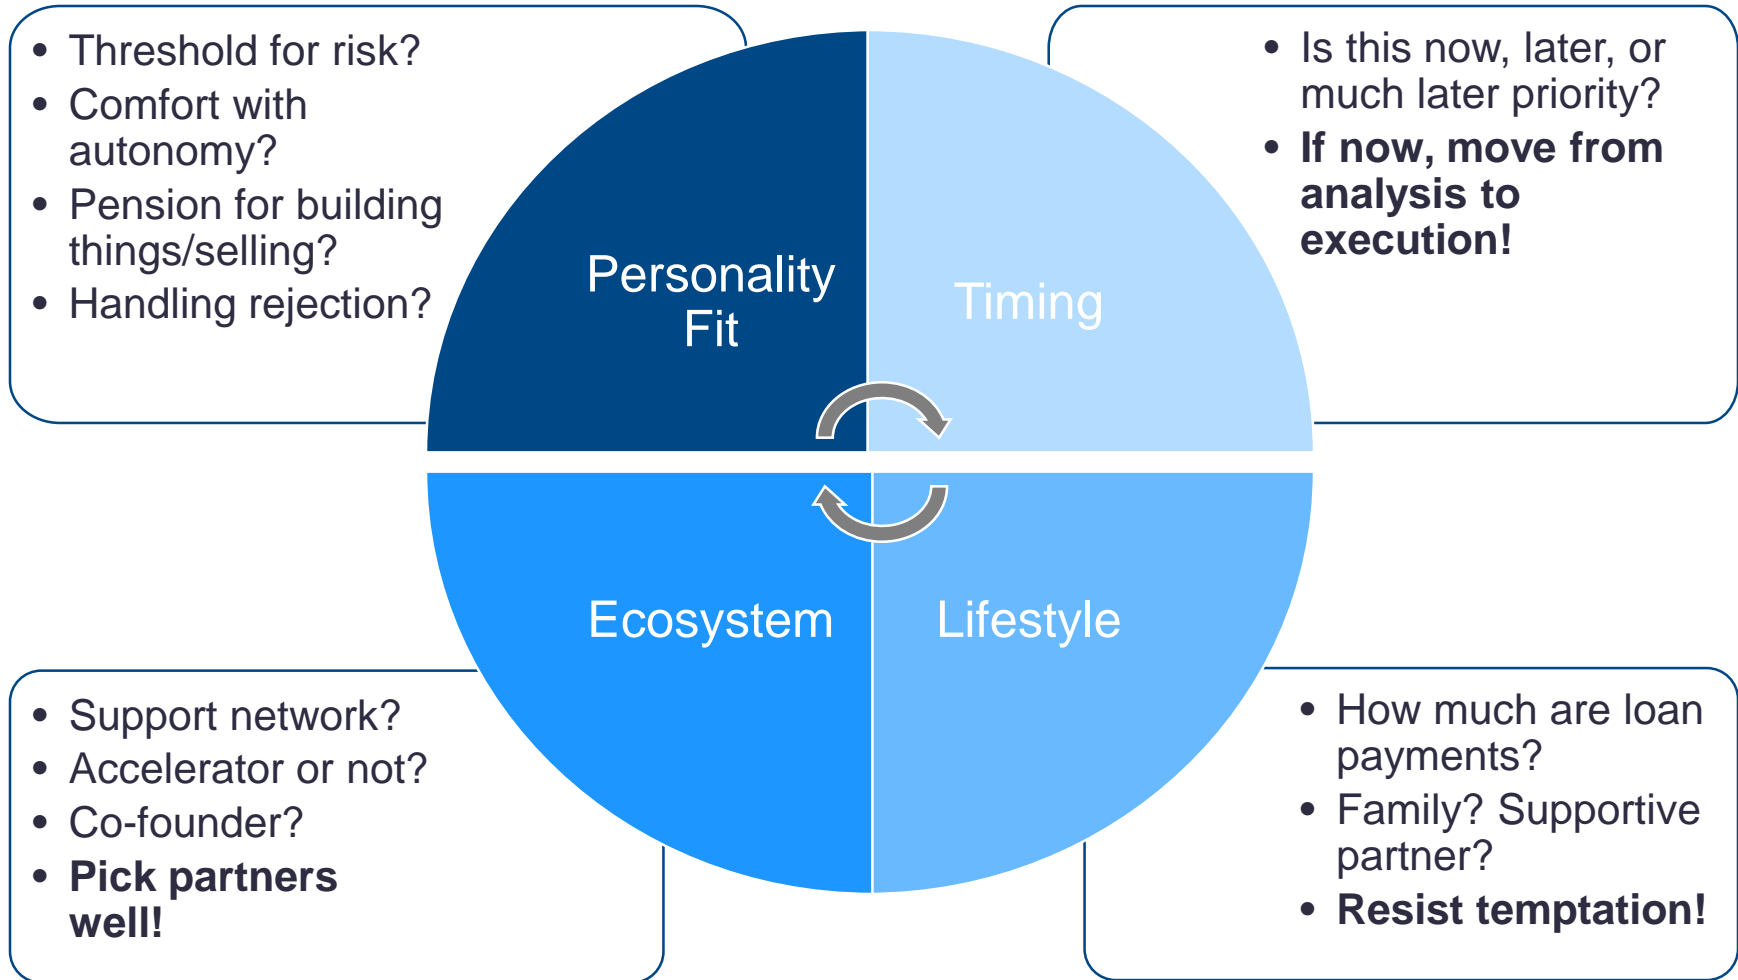 • Threshold for risk?
• Comfort with
autonomy?
• Pension for building
things/selling?
• Handling rejection?
Personality
Fit
Timing
• Is this now, later, or
much later priority?
• If now, move from
analysis to
execution!
Ecosystem
Lifestyle
• Support network?
• Accelerator or not?
• Co-founder?
• Pick partners
well!
• How much are loan
payments?
• Family? Supportive
partner?
• Resist temptation!